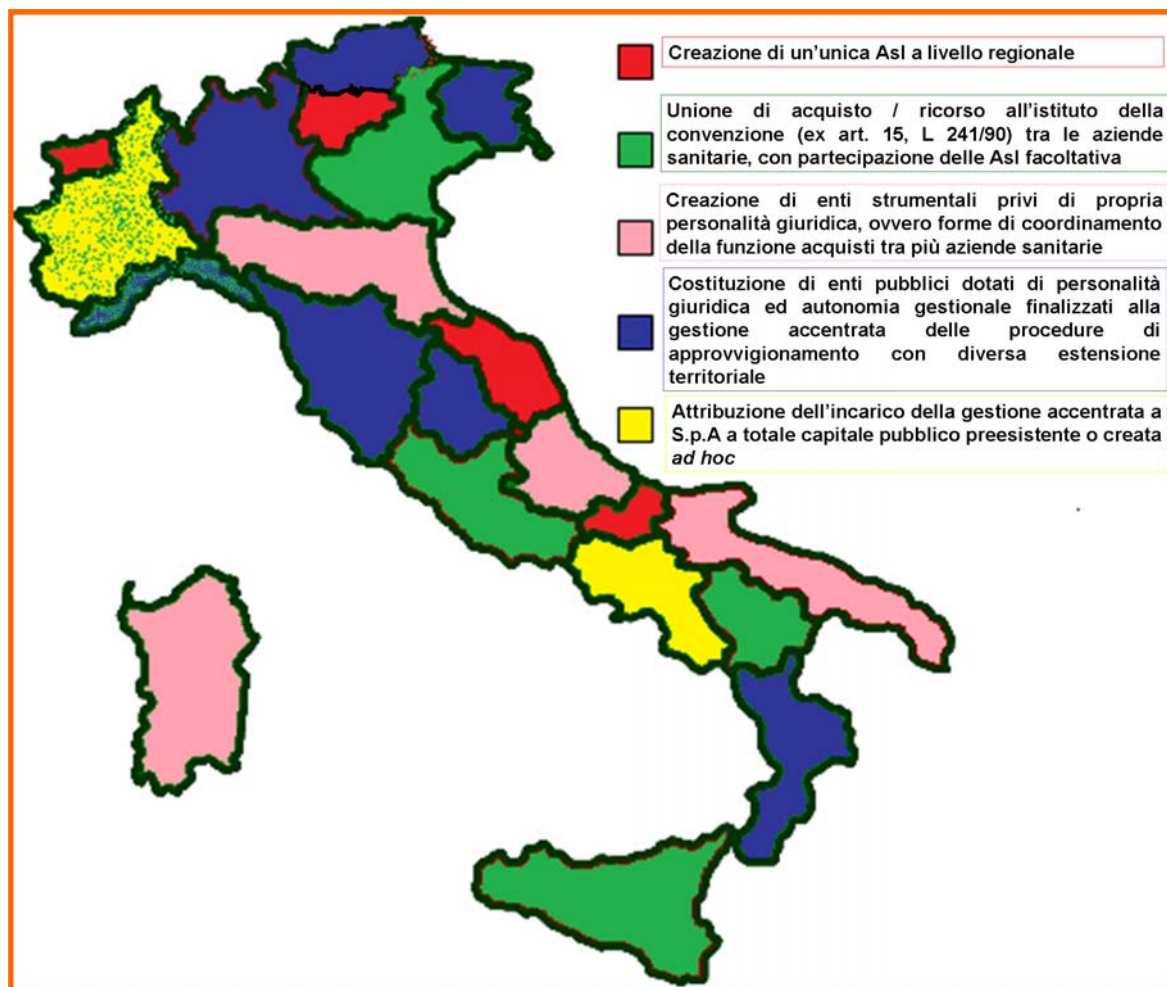 Creazione di un'unica Asl a livello regionale
Unione di acquisto / ricorso all'istituto della
convenzione (ex art. 15, L 241/90) tra le aziende
sanitarie, con partecipazione delle Asl facoltativa
Creazione di enti strumentali privi di propria
personalità giuridica, ovvero forme di coordinamento
della funzione acquisti tra più aziende sanitarie
Costituzione di enti pubblici dotati di personalità
giuridica ed autonomia gestionale finalizzati alla
gestione accentrata delle procedure di
approvvigionamento con diversa estensione
territoriale
Attribuzione dell'incarico della gestione accentrata a
S.p.A a totale capitale pubblico preesistente o creata
ad hoc